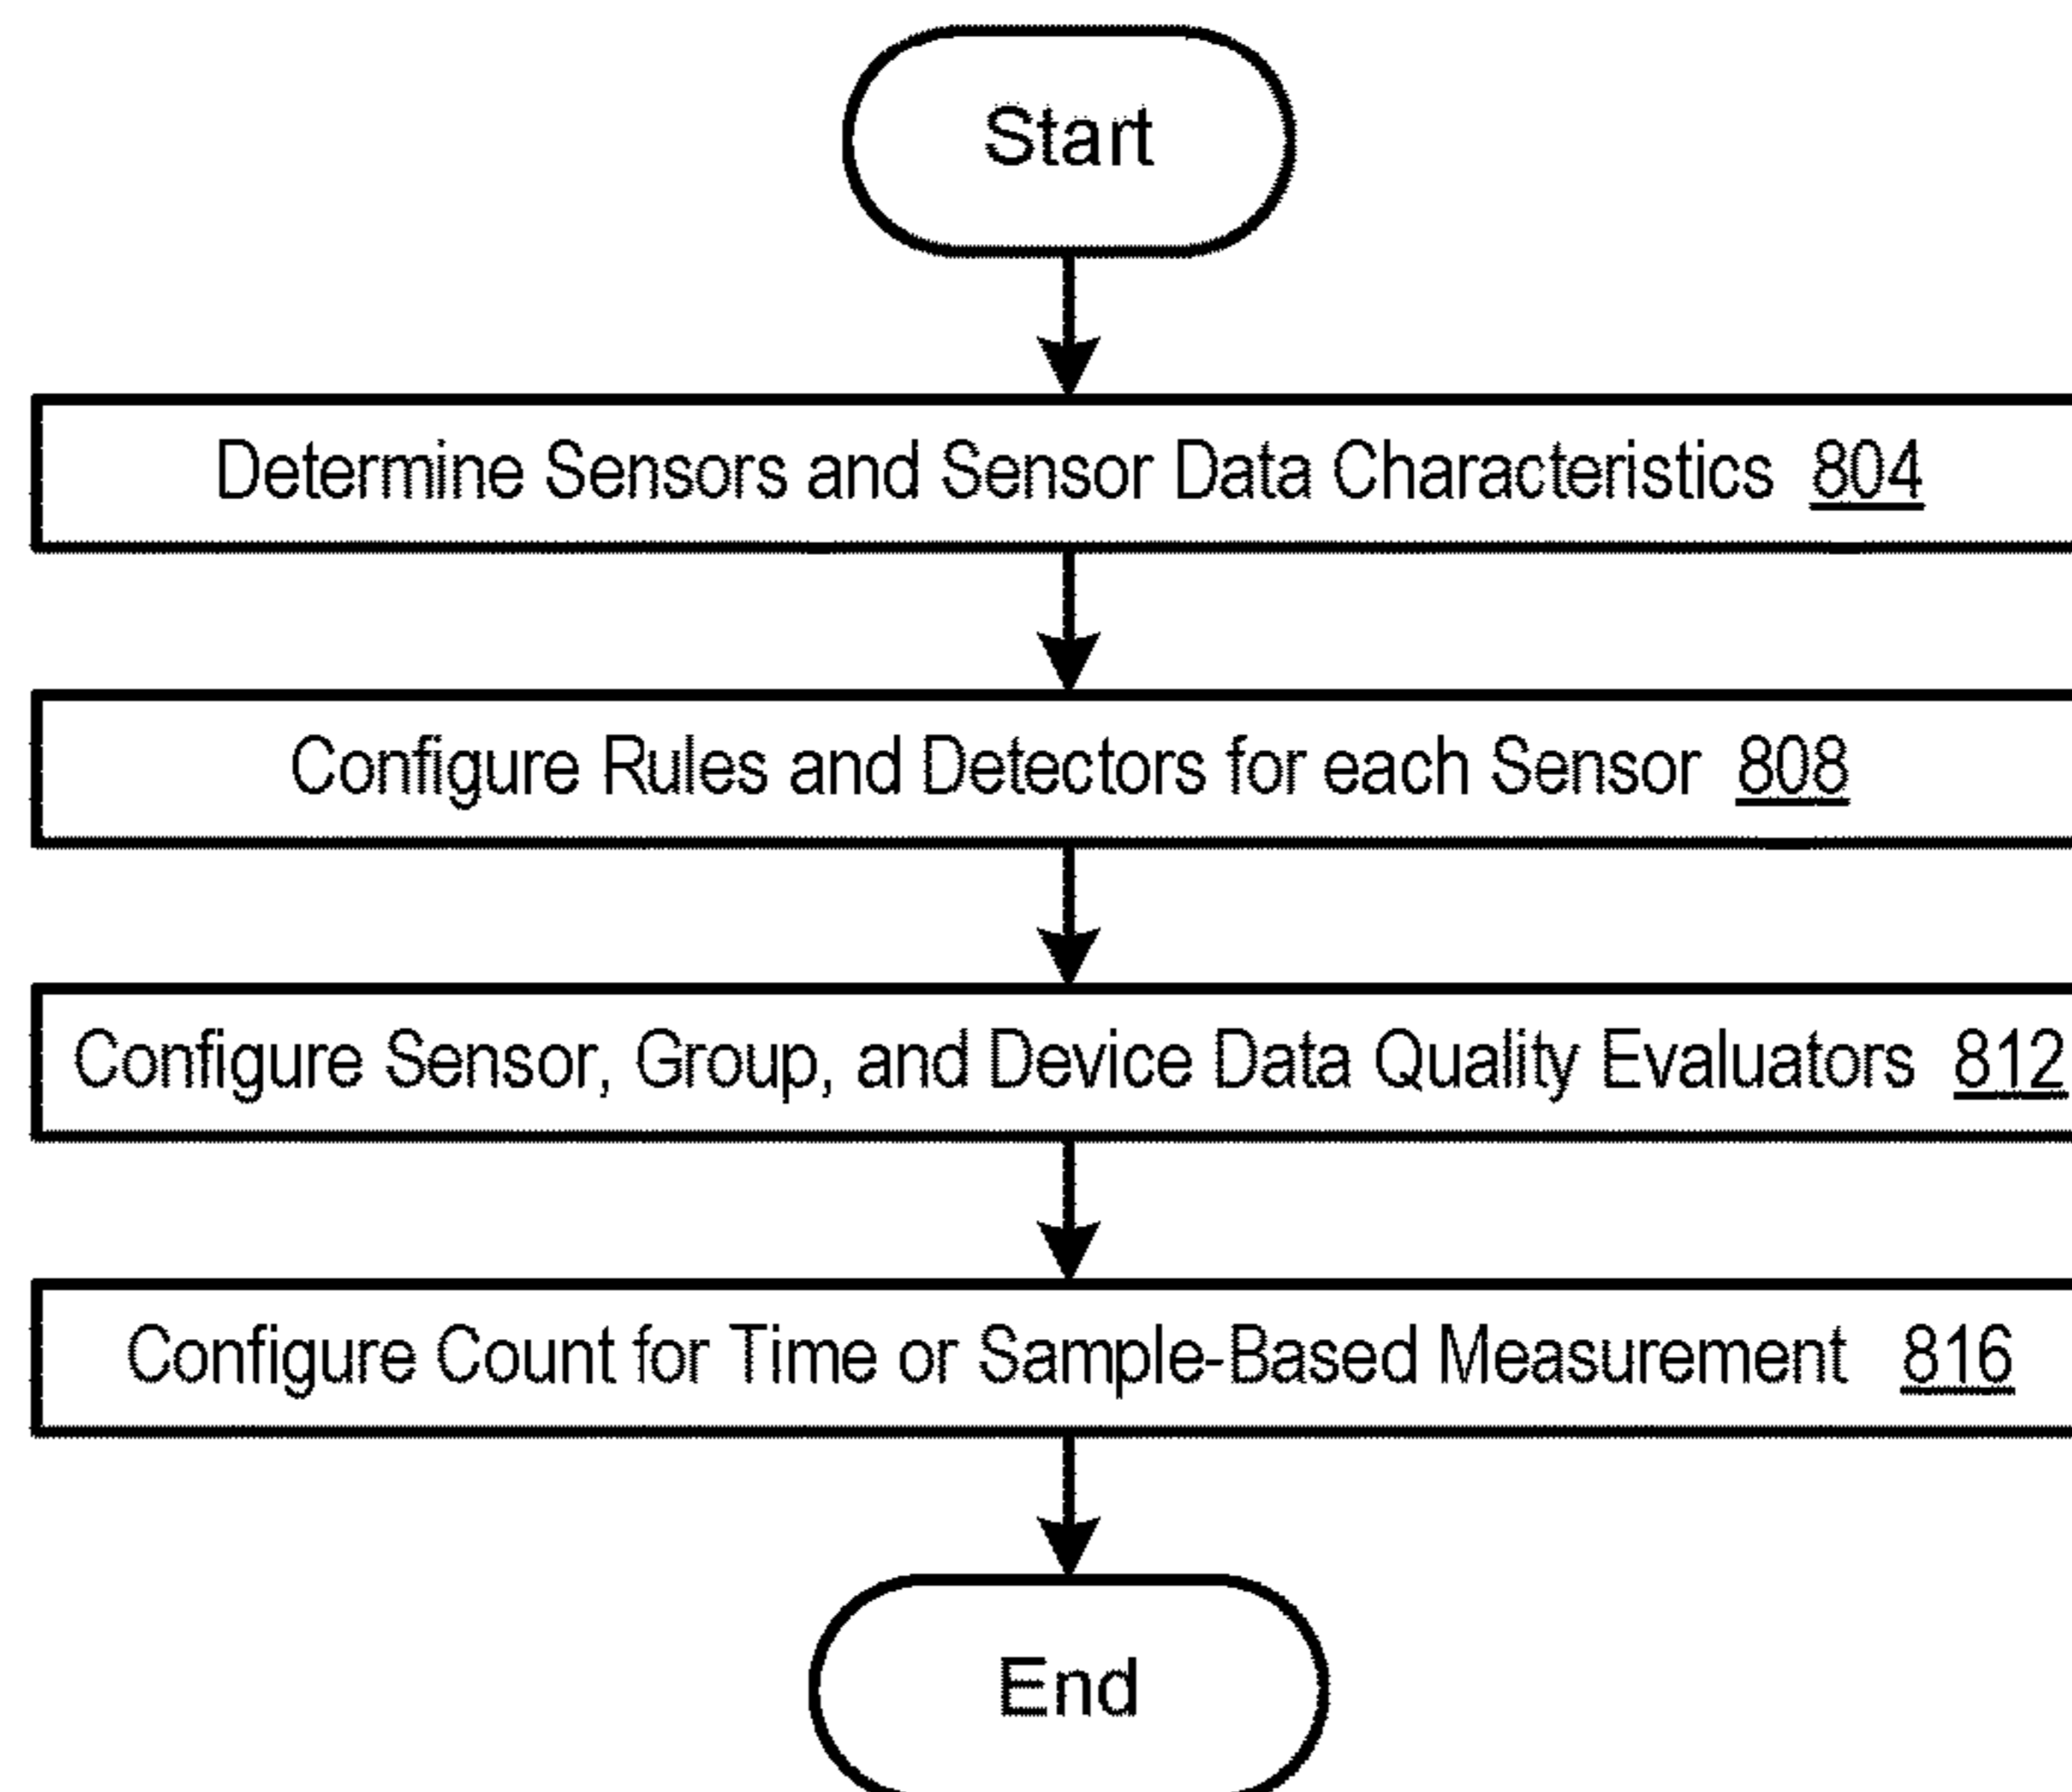 Start
Determine Sensors and Sensor Data Characteristics 804
Configure Rules and Detectors for each Sensor 808
Configure Sensor, Group, and Device Data Quality Evaluators 812
Configure Count for Time or Sample-Based Measurement 816
End